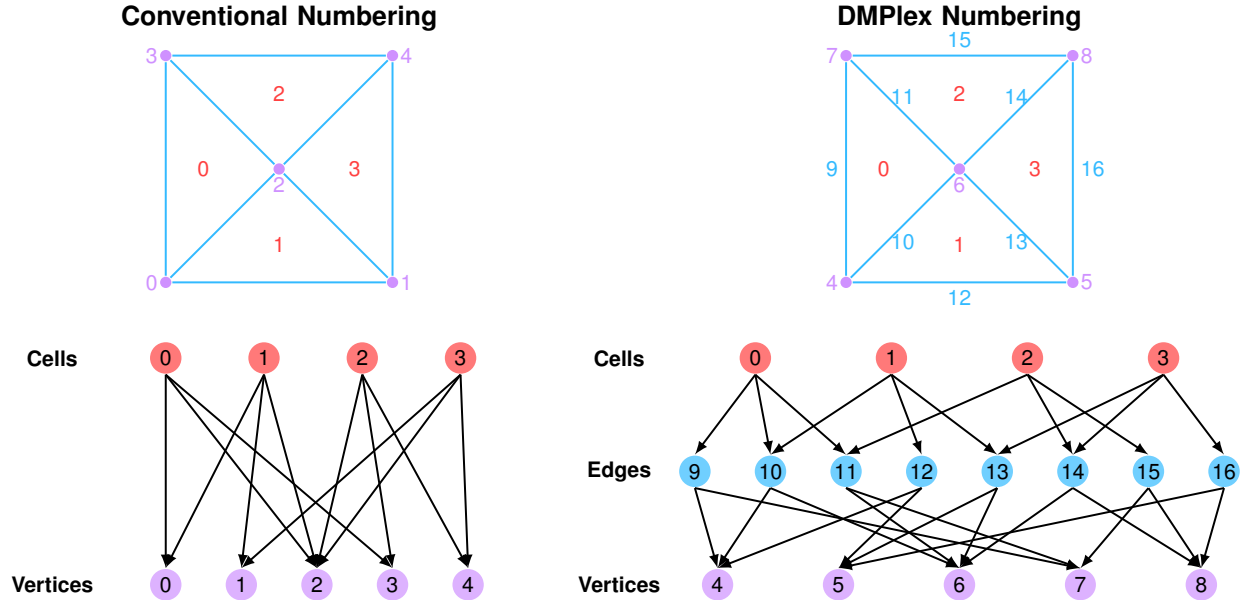 Conventional Numbering
3 4
2
0 3
2
1
0 1
Cells 0 1 2 3
Vertices 0 1 2 3 4
DMPlex Numbering
15
7 8
11 2 14
9 0 3 16
6
10 1 13
4 5
12
Cells 0 1 2 3
Edges 9 10 11 12 13 14 15 16
Vertices 4 5 6 7 8